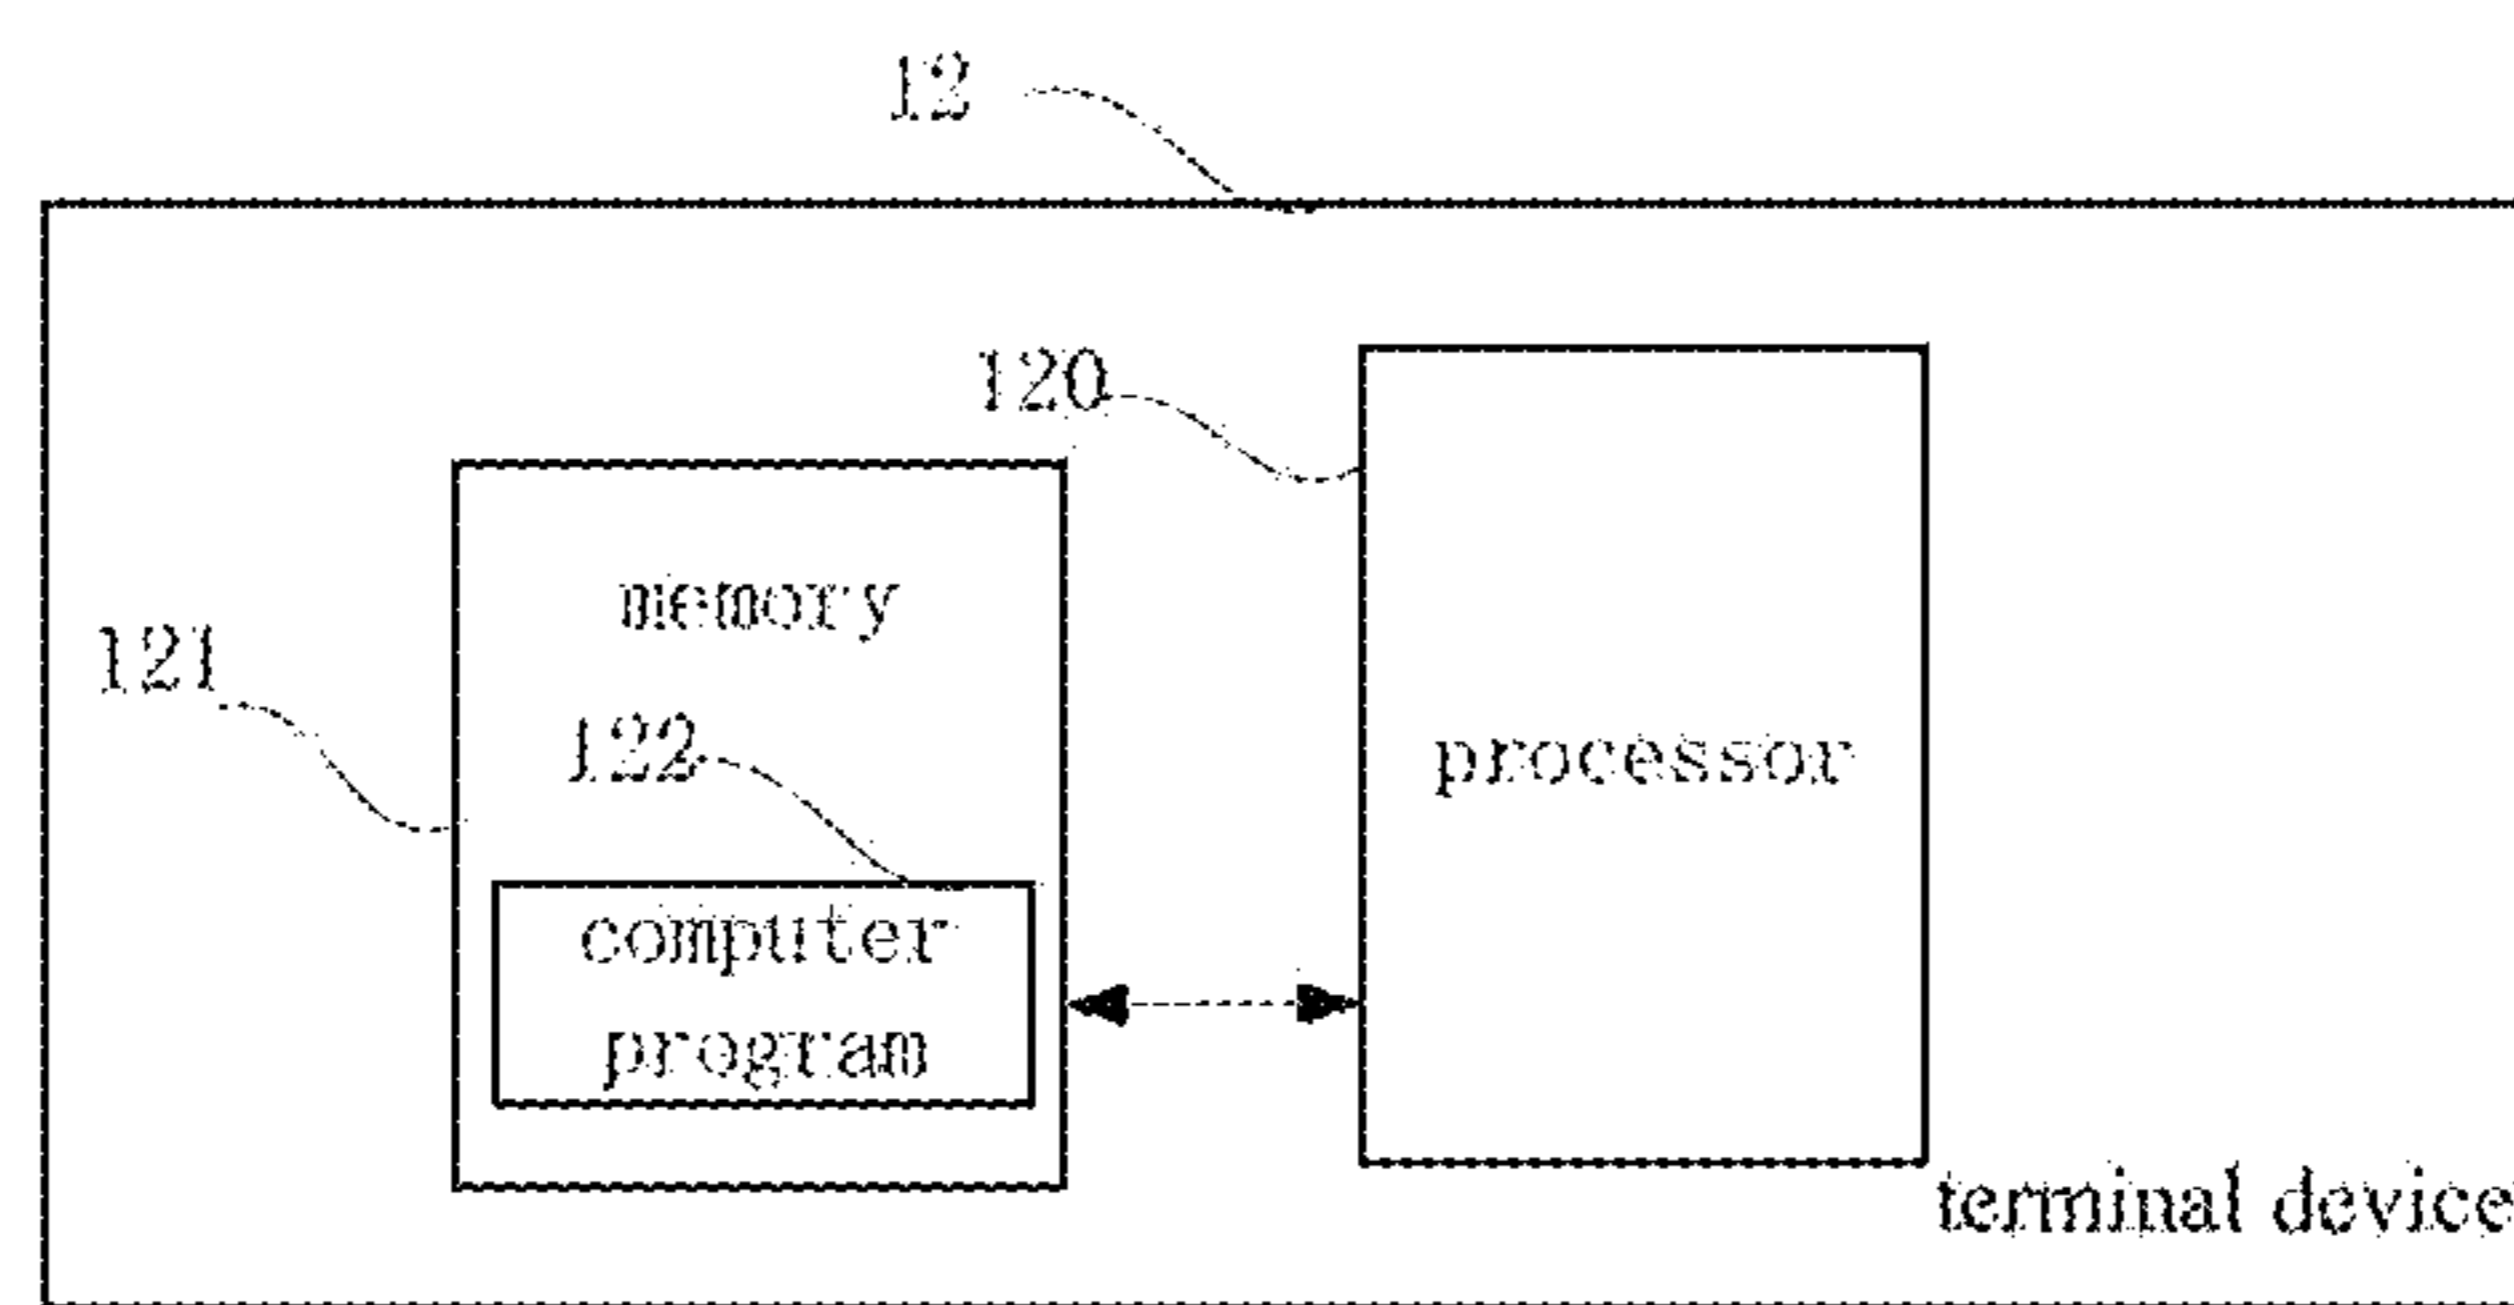 12
120
memory
121
122
processor
computer
program
terminal device